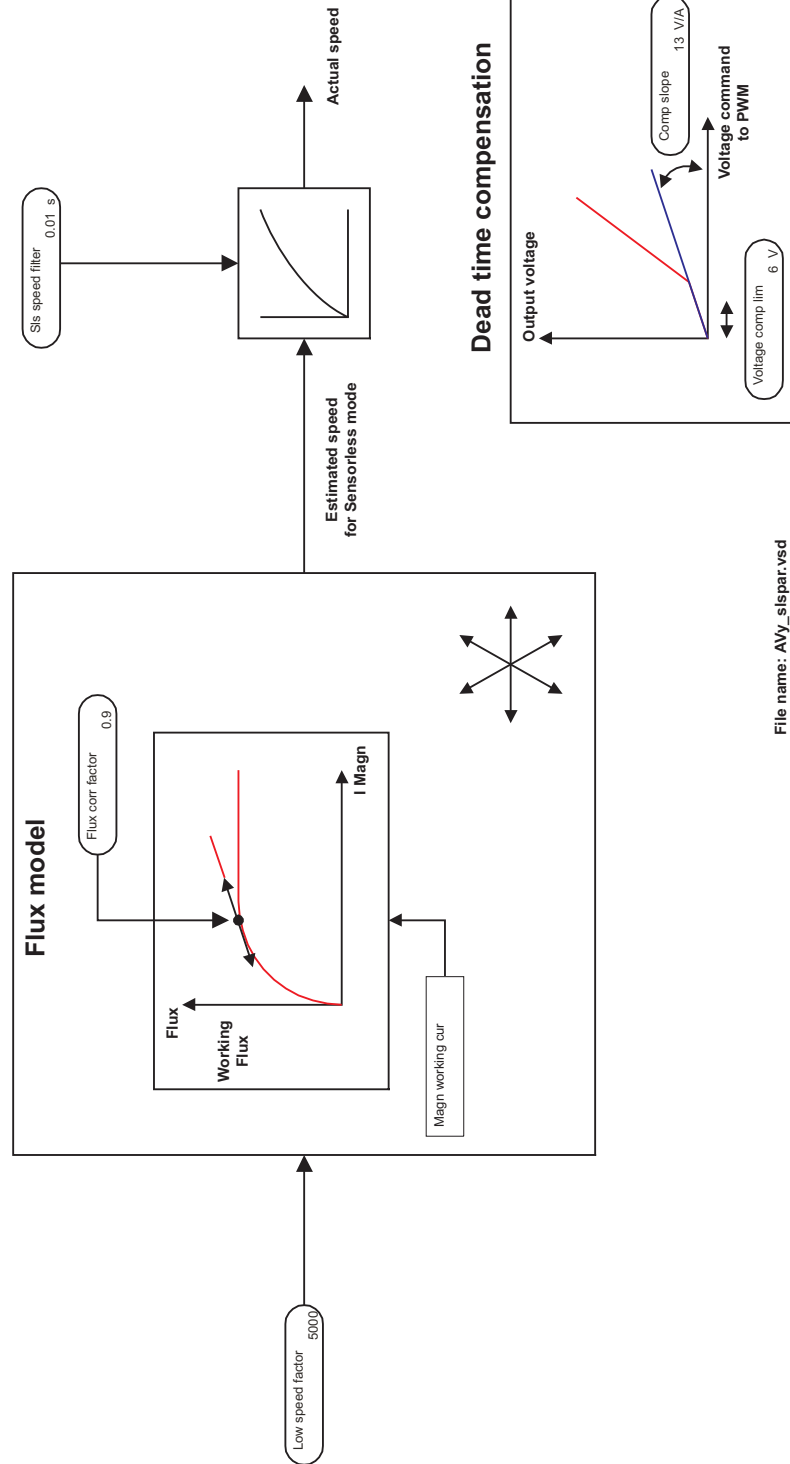 Flux model
Low speed factor
5000
Flux corr factor
0.9
Flux
Working
Flux
I Magn
Magn working cur
Estimated speed
for Sensorless mode
Sls speed filter
0.01 s
Actual speed
Dead time compensation
Output voltage
Comp slope
13 V/A
Voltage command
to PWM
Voltage comp lim
6 V
File name: AVy_slspar.vsd